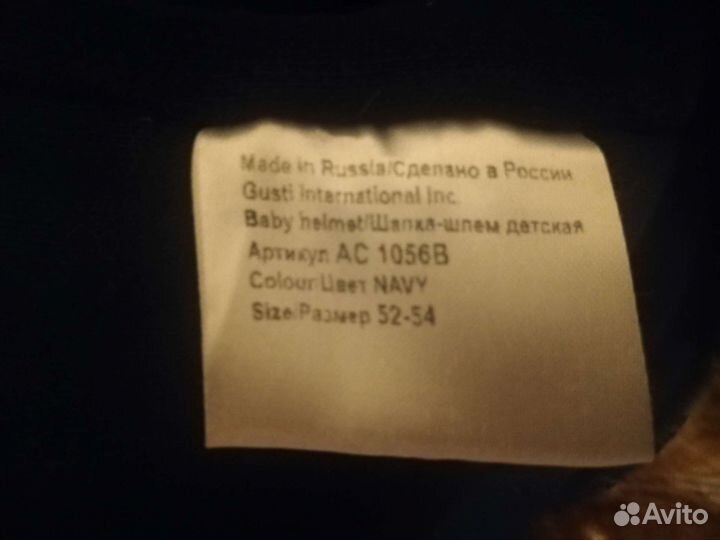 Made in Russia/Сделано в России
Gusti International Inc.
Baby helmet/Шапка-шлем детская
Артикул AC 1056B
Colour/Цвет NAVY
Size/Размер 52-54
Avito